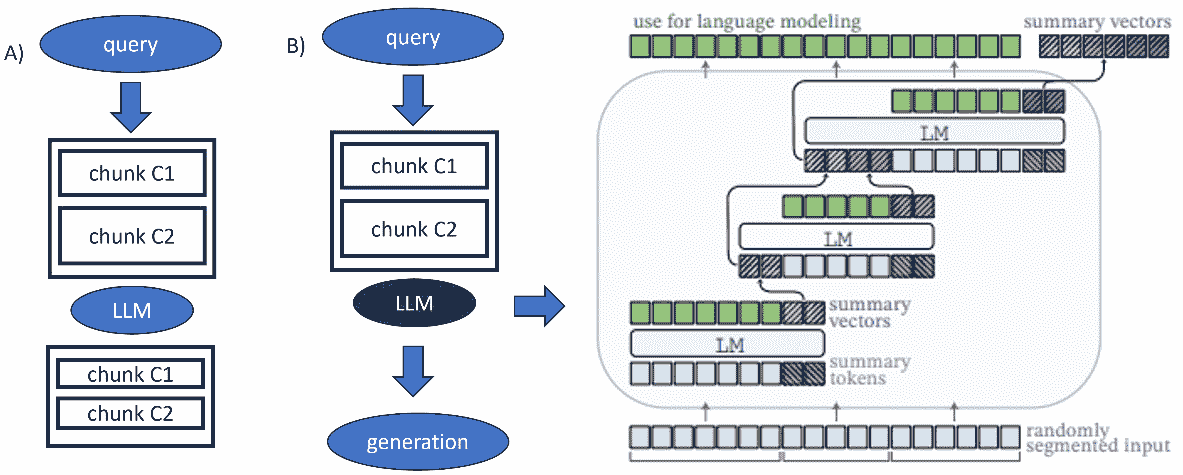 A)
query
chunk C1
chunk C2
LLM
chunk C1
chunk C2
B)
query
chunk C1
chunk C2
LLM
generation
use for language modeling
summary vectors
LM
LM
summary
vectors
LM
summary
tokens
randomly
segmented input